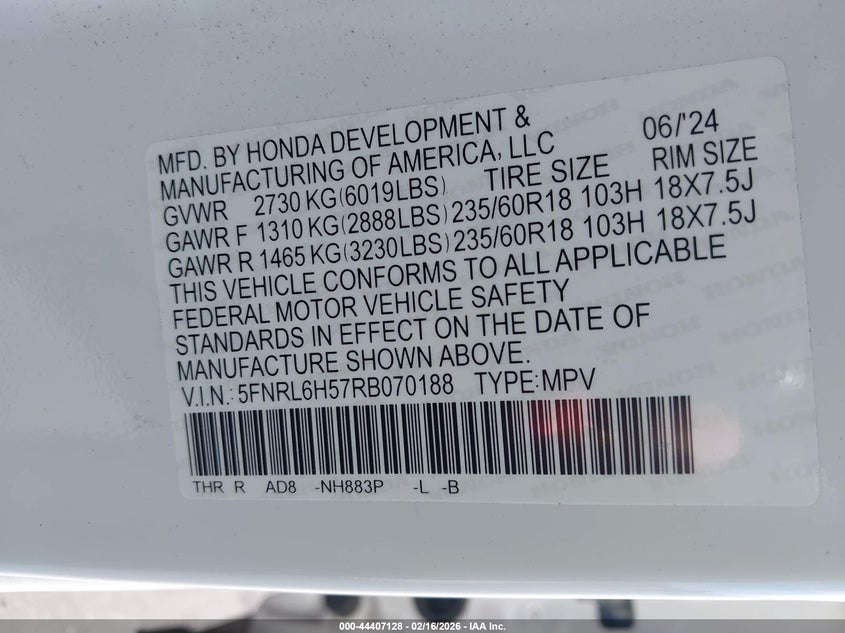 MFD. BY HONDA DEVELOPMENT &
MANUFACTURING OF AMERICA, LLC 06/'24
GVWR 2730 KG(6019LBS) TIRE SIZE RIM SIZE
GAWR F 1310 KG(2888LBS) 235/60R18 103H 18X7.5J
GAWR R 1465 KG(3230LBS) 235/60R18 103H 18X7.5J
THIS VEHICLE CONFORMS TO ALL APPLICABLE
FEDERAL MOTOR VEHICLE SAFETY
STANDARDS IN EFFECT ON THE DATE OF
MANUFACTURE SHOWN ABOVE.
V.I.N.: 5FNRL6H57RB070188 TYPE: MPV
THR R AD8 -NH883P -L -B
000-44407128 - 02/16/2026 - IAA Inc.